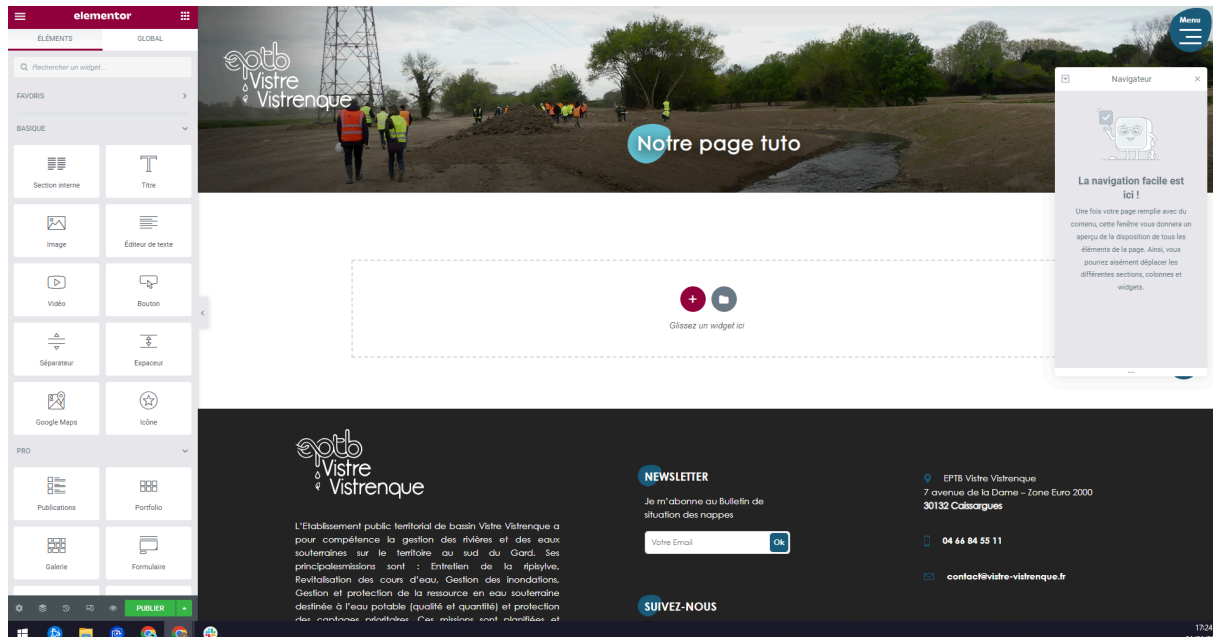 elementor
ÉLÉMENTS
GLOBAL
Rechercher un widget...
FAVORIS
BASIQUE
Section interne
Titre
Image
Éditeur de texte
Vidéo
Bouton
Séparateur
Espaceur
Google Maps
Icône
PRO
Publications
Portfolio
Galerie
Formulaire
PUBLIER
eptb
Vistre
Vistrenque
Menu
Notre page tuto
Navigateur
La navigation facile est
ici !
Une fois votre page remplie avec du
contenu, cette fenêtre vous donnera un
aperçu de la disposition de tous les
éléments de la page. Ainsi, vous
pourrez aisément déplacer les
différentes sections, colonnes et
widgets.
Glissez un widget ici
eptb
Vistre
Vistrenque
L'Etablissement public territorial de bassin Vistre Vistrenque a
pour compétence la gestion des rivières et des eaux
souterraines sur le territoire au sud du Gard. Ses
principalesmissions sont : Entretien de la ripisylve,
Revitalisation des cours d'eau, Gestion des inondations,
Gestion et protection de la ressource en eau souterraine
destinée à l'eau potable (qualité et quantité) et protection
des captages prioritaires. Ces missions sont planifiées et
NEWSLETTER
Je m'abonne au Bulletin de
situation des nappes
Votre Email
Ok
SUIVEZ-NOUS
EPTB Vistre Vistrenque
7 avenue de la Dame – Zone Euro 2000
30132 Caissargues
04 66 84 55 11
contact@vistre-vistrenque.fr
17:24